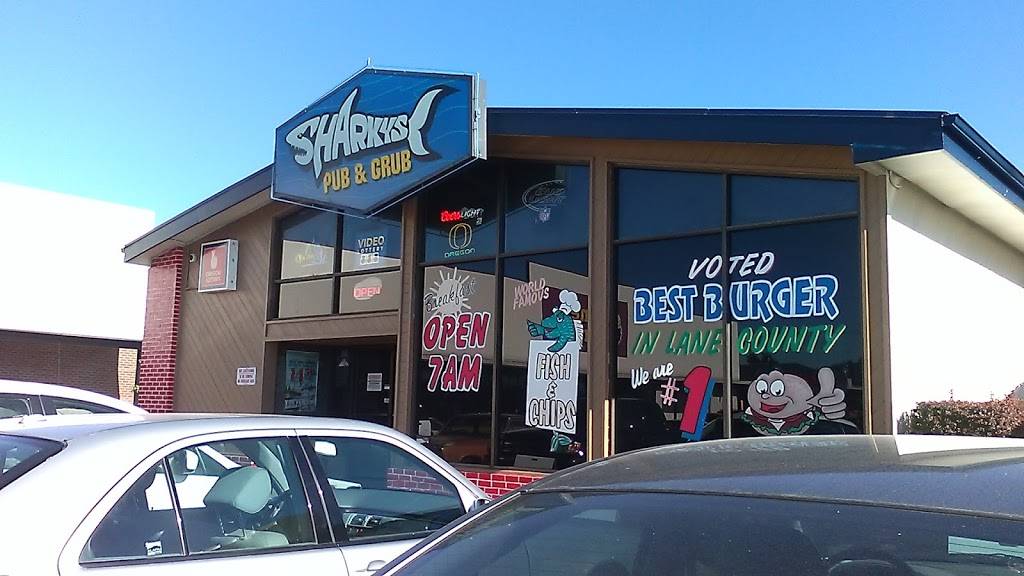 SHARKYS
PUB & GRUB
Coors LIGHT
OREGON
VIDEO
LOTTERY
OPEN
Breakfast
OPEN
7AM
WORLD
FAMOUS
FISH
&
CHIPS
VOTED
BEST BURGER
IN LANE COUNTY
We are
#1